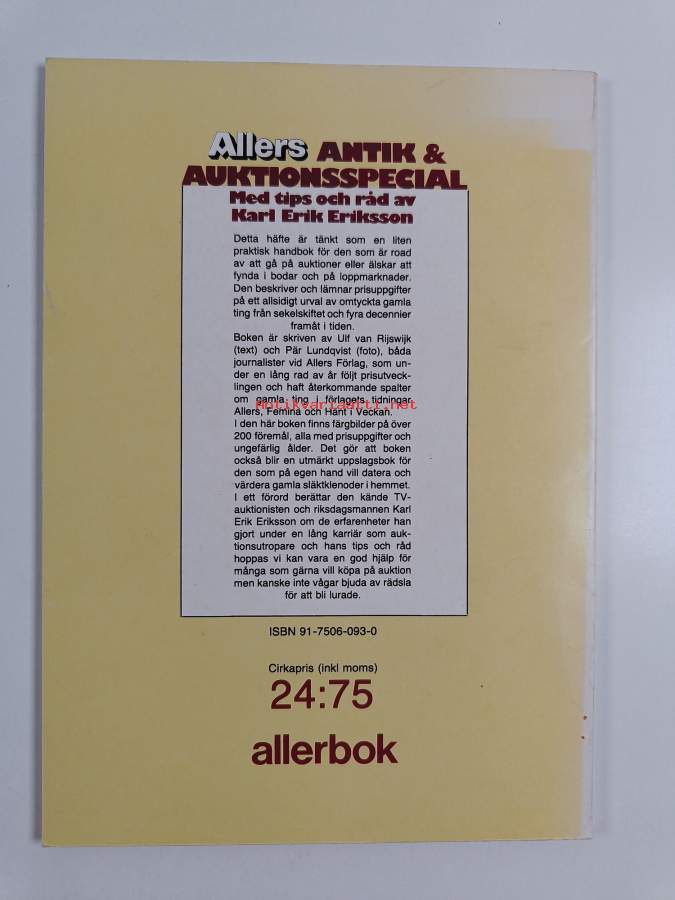 Allers ANTIK &
AUKTIONSSPECIAL
Med tips och råd av
Karl Erik Eriksson
Detta häfte är tänkt som en liten
praktisk handbok för den som är road
av att gå på auktioner eller älskar att
fynda i bodar och på loppmarknader.
Den beskriver och lämnar prisuppgifter
på ett allsidigt urval av omtyckta gamla
ting från sekelskiftet och fyra decennier
framåt i tiden.
Boken är skriven av Ulf van Rijswijk
(text) och Pär Lundqvist (foto), båda
journalister vid Allers Förlag, som un-
der en lång rad av år följt prisutveck-
lingen och haft återkommande spalter
om gamla ting i förlagets tidningar
Antikvariaatti.net
Allers, Femina och Hänt i Veckan.
I den här boken finns färgbilder på över
200 föremål, alla med prisuppgifter och
ungefärlig ålder. Det gör att boken
också blir en utmärkt uppslagsbok för
den som på egen hand vill datera och
värdera gamla släktklenoder i hemmet.
I ett förord berättar den kände TV-
auktionisten och riksdagsmannen Karl
Erik Eriksson om de erfarenheter han
gjort under en lång karriär som auk-
tionsutropare och hans tips och råd
hoppas vi kan vara en god hjälp för
många som gärna vill köpa på auktion
men kanske inte vågar bjuda av rädsla
för att bli lurade.
ISBN 91-7506-093-0
Cirkapris (inkl moms)
24:75
allerbok